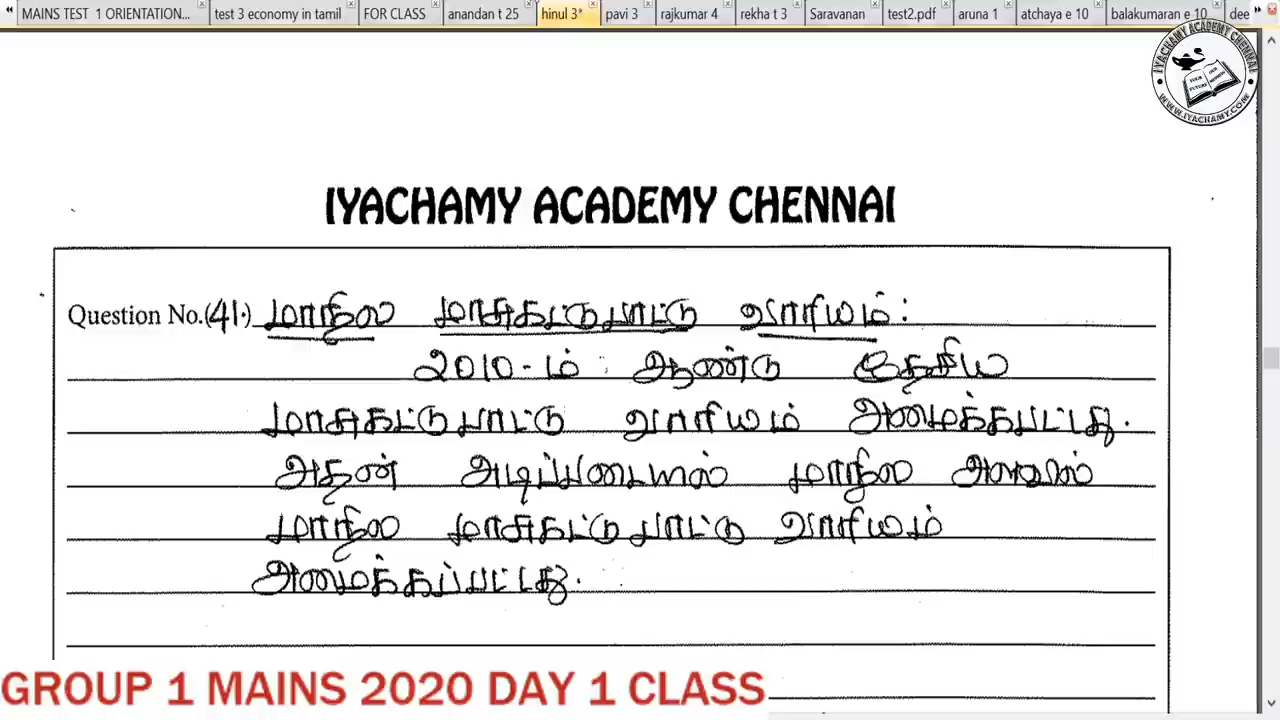 MAINS TEST 1 ORIENTATION... test 3 economy in tamil FOR CLASS anandan t 25 hinul 3* pavi 3 rajkumar 4 rekha t 3 Saravanan test2.pdf aruna 1 atchaya e 10 balakumaran e 10 dee
IYACHAMY ACADEMY CHENNAI
WWW.IYACHAMY.COM
IYACHAMY ACADEMY CHENNAI
Question No.(41.) மாநில மாசுகட்டுபாட்டு வாரியம் :
2010-ம் ஆண்டு தேசிய
மாசுகட்டுபாட்டு வாரியம் அமைக்கபட்டது.
அதன் அடிப்படையில் மாநில அளவில்
மாநில மாசுகட்டுபாட்டு வாரியம்
அமைக்கப்பட்டது.
GROUP 1 MAINS 2020 DAY 1 CLASS